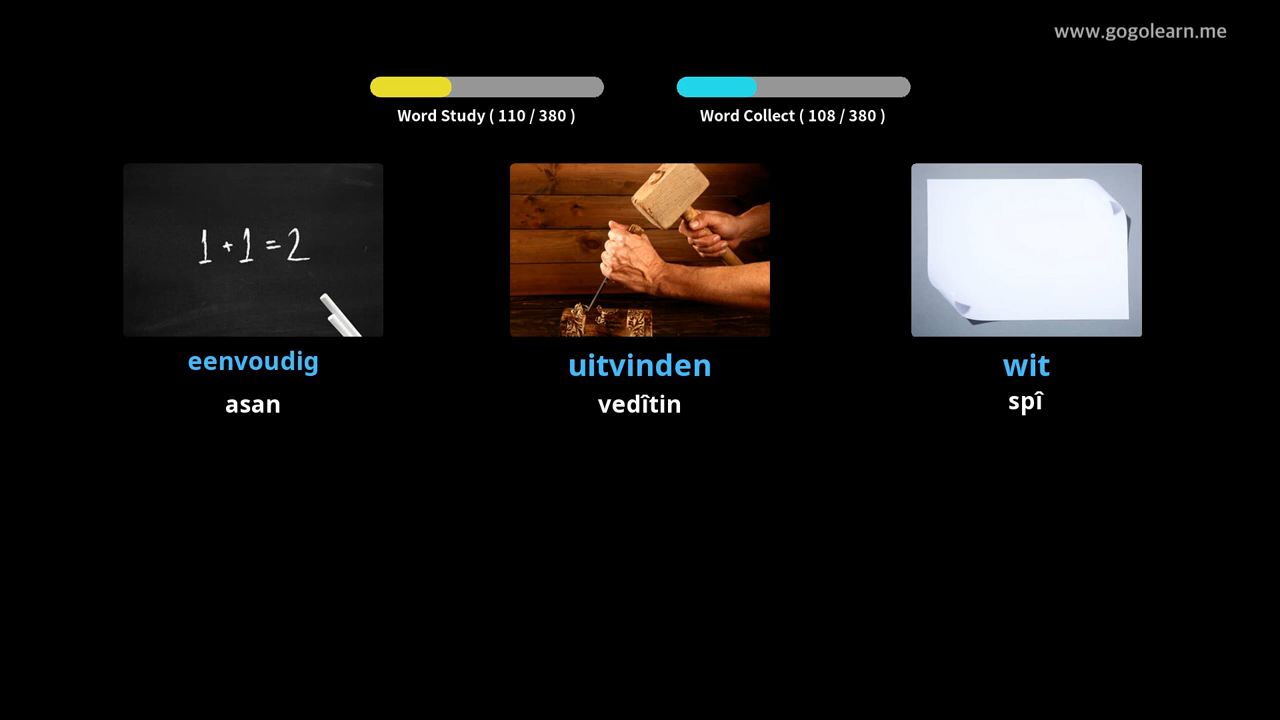 www.gogolearn.me
Word Study ( 110 / 380 )
Word Collect ( 108 / 380 )
1 + 1 = 2
eenvoudig
uitvinden
wit
asan
vedîtin
spî